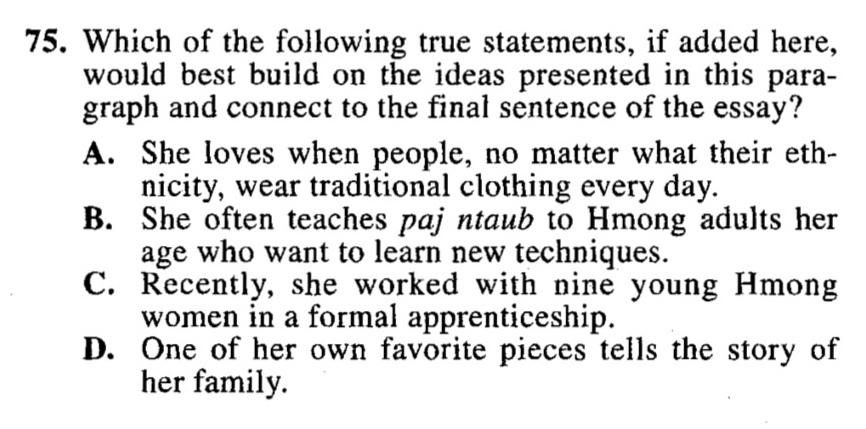 75. Which of the following true statements, if added here,
would best build on the ideas presented in this para-
graph and connect to the final sentence of the essay?
A. She loves when people, no matter what their eth-
nicity, wear traditional clothing every day.
B. She often teaches paj ntaub to Hmong adults her
age who want to learn new techniques.
C. Recently, she worked with nine young Hmong
women in a formal apprenticeship.
D. One of her own favorite pieces tells the story of
her family.